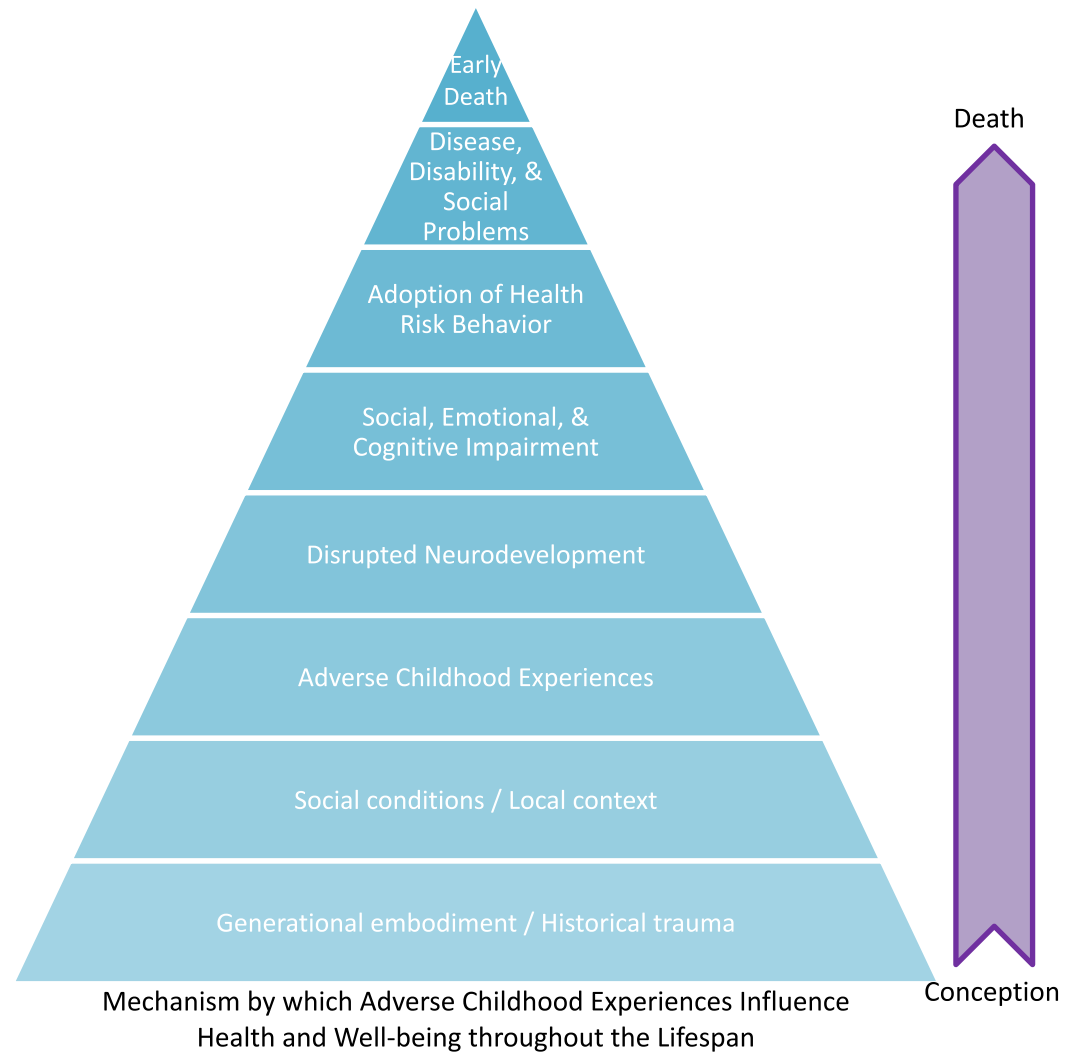 Early
Death
Disease,
Disability, &
Social
Problems
Adoption of Health
Risk Behavior
Social, Emotional, &
Cognitive Impairment
Disrupted Neurodevelopment
Adverse Childhood Experiences
Social conditions / Local context
Generational embodiment / Historical trauma
Mechanism by which Adverse Childhood Experiences Influence
Health and Well-being throughout the Lifespan
Death
Conception